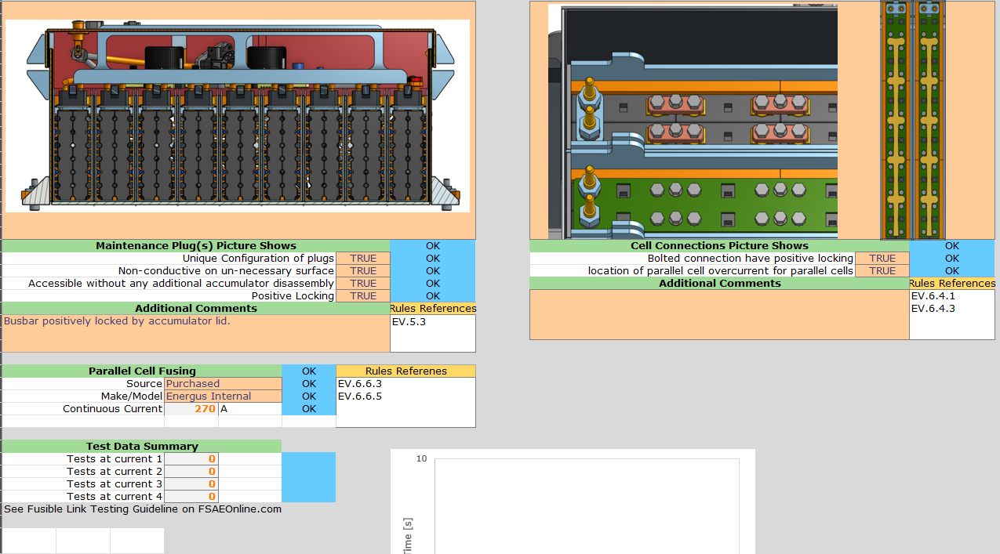 Maintenance Plug(s) Picture Shows OK
Unique Configuration of plugs TRUE OK
Non-conductive on un-necessary surface TRUE OK
Accessible without any additional accumulator disassembly TRUE OK
Positive Locking TRUE OK
Additional Comments Rules References
Busbar positively locked by accumulator lid. EV.5.3
Cell Connections Picture Shows OK
Bolted connection have positive locking TRUE OK
location of parallel cell overcurrent for parallel cells TRUE OK
Additional Comments Rules References
EV.6.4.1
EV.6.4.3
Parallel Cell Fusing OK Rules Referenes
Source Purchased OK EV.6.6.3
Make/Model Energus Internal OK EV.6.6.5
Continuous Current 270 A OK
Test Data Summary
Tests at current 1 0
Tests at current 2 0
Tests at current 3 0
Tests at current 4 0
See Fusible Link Testing Guideline on FSAEOnline.com
10
Time [s]